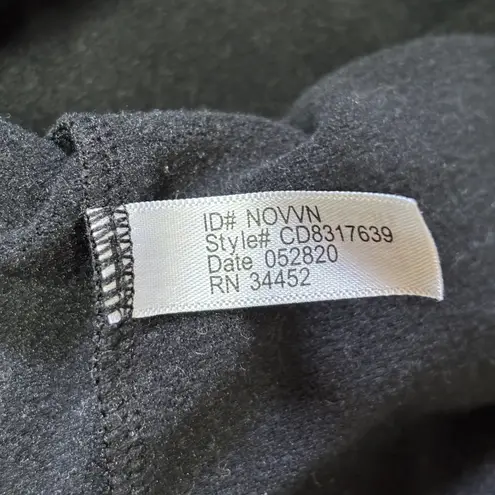 ID# NOVVN
Style# CD8317639
Date 052820
RN 34452